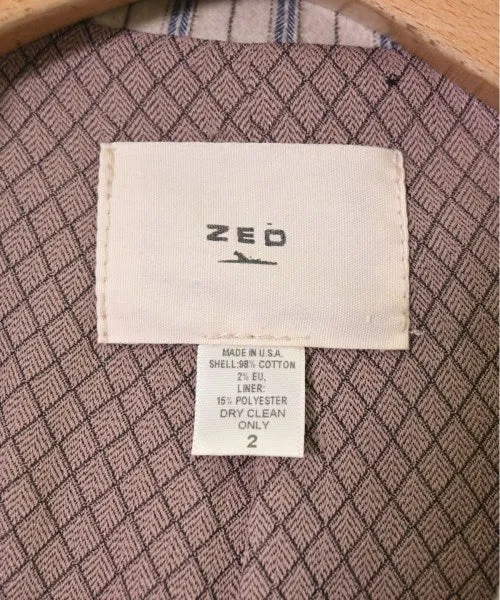 ZEO
MADE IN U.S.A.
SHELL:98% COTTON
2% EU.
LINER:
15% POLYESTER
DRY CLEAN
ONLY
2